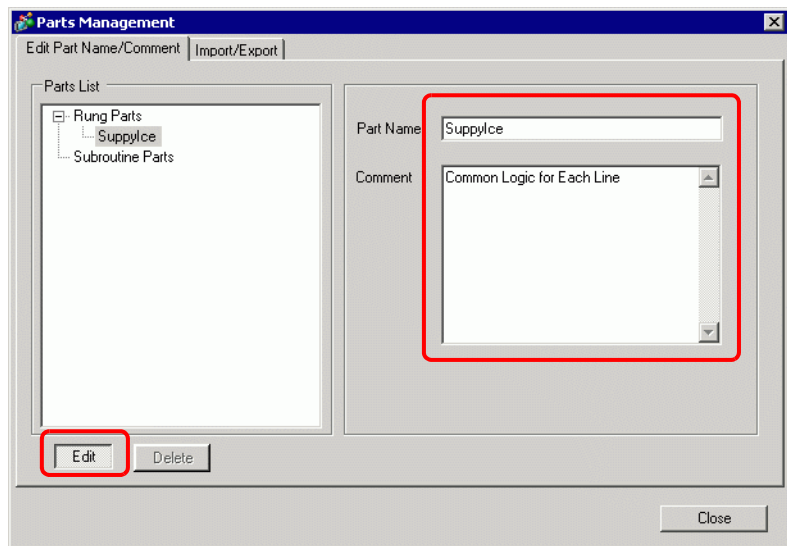 Parts Management
Edit Part Name/Comment
Import/Export
Parts List
Rung Parts
SuppyIce
Subroutine Parts
Part Name
SuppyIce
Comment
Common Logic for Each Line
Edit
Delete
Close